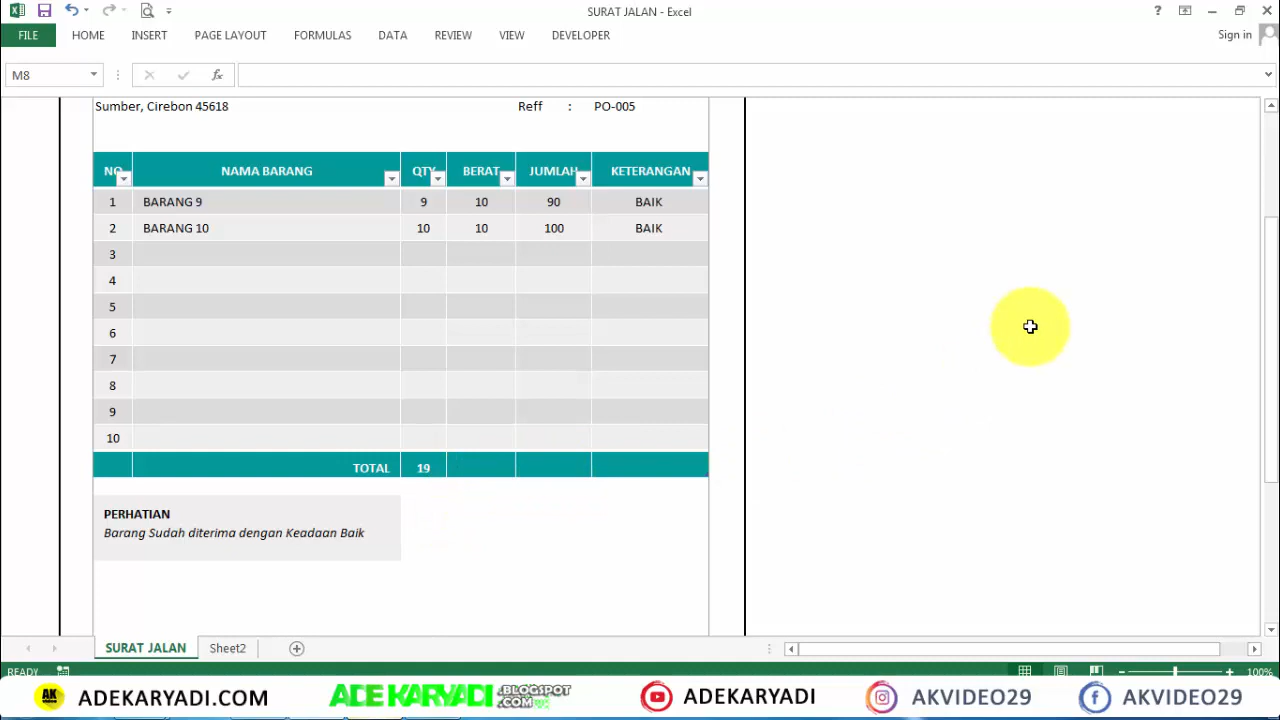 SURAT JALAN - Excel
FILE HOME INSERT PAGE LAYOUT FORMULAS DATA REVIEW VIEW DEVELOPER Sign in
M8
Sumber, Cirebon 45618 Reff : PO-005
NO NAMA BARANG QTY BERAT JUMLAH KETERANGAN
1 BARANG 9 9 10 90 BAIK
2 BARANG 10 10 10 100 BAIK
3
4
5
6
7
8
9
10
TOTAL 19
PERHATIAN
Barang Sudah diterima dengan Keadaan Baik
SURAT JALAN Sheet2
READY 100%
AK ADEKARYADI.COM ADE KARYADI .BLOGSPOT .COM ADEKARYADI AKVIDEO29 AKVIDEO29